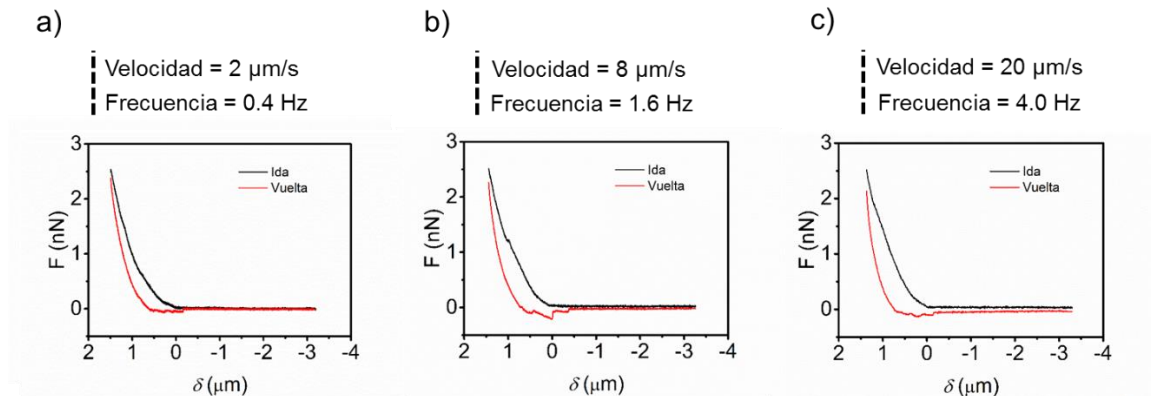 a)
Velocidad = 2 µm/s
Frecuencia = 0.4 Hz
3
2
1
0
F (nN)
Ida
Vuelta
2 1 0 -1 -2 -3 -4
δ (µm)
b)
Velocidad = 8 µm/s
Frecuencia = 1.6 Hz
3
2
1
0
F (nN)
Ida
Vuelta
2 1 0 -1 -2 -3 -4
δ (µm)
c)
Velocidad = 20 µm/s
Frecuencia = 4.0 Hz
3
2
1
0
F (nN)
Ida
Vuelta
2 1 0 -1 -2 -3 -4
δ (µm)